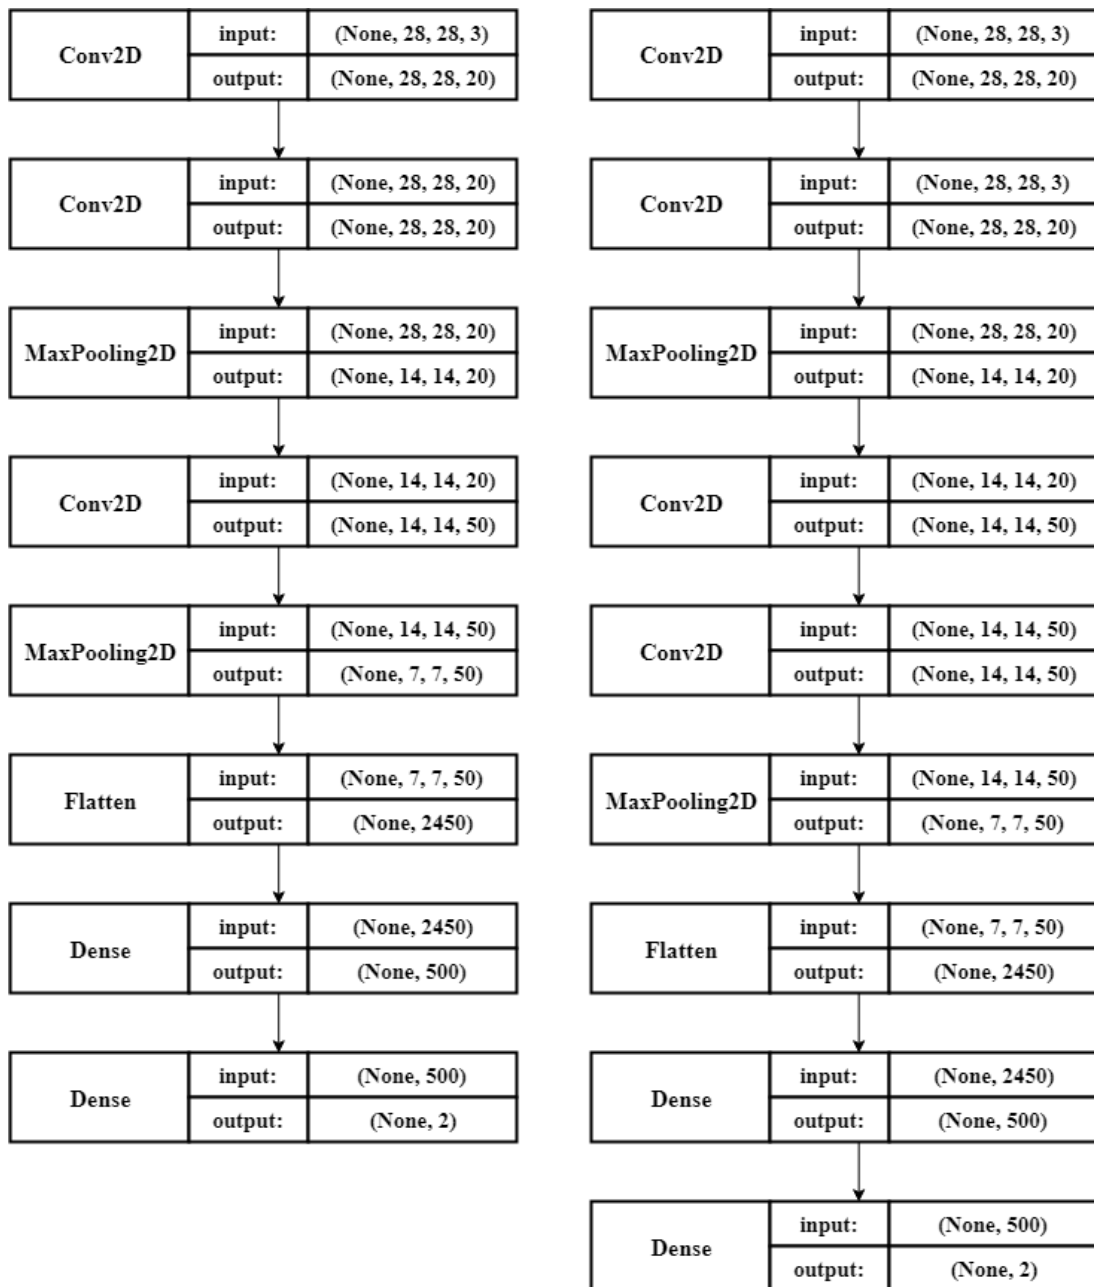 Conv2D
input: (None, 28, 28, 3)
output: (None, 28, 28, 20)
Conv2D
input: (None, 28, 28, 20)
output: (None, 28, 28, 20)
MaxPooling2D
input: (None, 28, 28, 20)
output: (None, 14, 14, 20)
Conv2D
input: (None, 14, 14, 20)
output: (None, 14, 14, 50)
MaxPooling2D
input: (None, 14, 14, 50)
output: (None, 7, 7, 50)
Flatten
input: (None, 7, 7, 50)
output: (None, 2450)
Dense
input: (None, 2450)
output: (None, 500)
Dense
input: (None, 500)
output: (None, 2)
Conv2D
input: (None, 28, 28, 3)
output: (None, 28, 28, 20)
Conv2D
input: (None, 28, 28, 3)
output: (None, 28, 28, 20)
MaxPooling2D
input: (None, 28, 28, 20)
output: (None, 14, 14, 20)
Conv2D
input: (None, 14, 14, 20)
output: (None, 14, 14, 50)
Conv2D
input: (None, 14, 14, 50)
output: (None, 14, 14, 50)
MaxPooling2D
input: (None, 14, 14, 50)
output: (None, 7, 7, 50)
Flatten
input: (None, 7, 7, 50)
output: (None, 2450)
Dense
input: (None, 2450)
output: (None, 500)
Dense
input: (None, 500)
output: (None, 2)